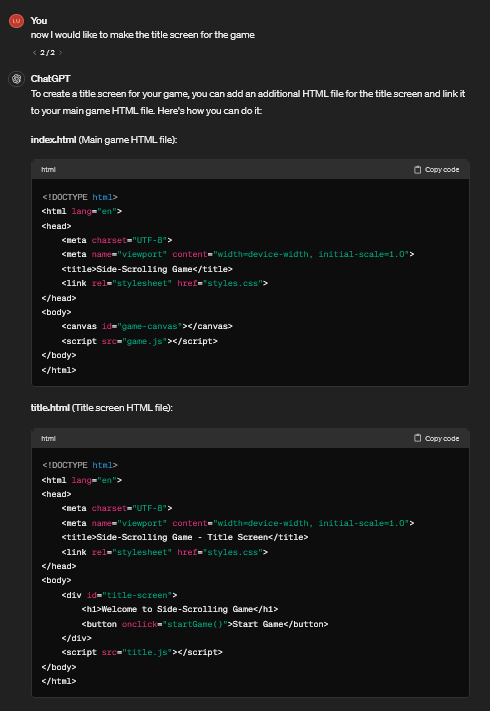 LU
You
now I would like to make the title screen for the game
< 2/2 >
ChatGPT
To create a title screen for your game, you can add an additional HTML file for the title screen and link it
to your main game HTML file. Here's how you can do it:
index.html (Main game HTML file):
html Copy code
<!DOCTYPE html>
<html lang="en">
<head>
    <meta charset="UTF-8">
    <meta name="viewport" content="width=device-width, initial-scale=1.0">
    <title>Side-Scrolling Game</title>
    <link rel="stylesheet" href="styles.css">
</head>
<body>
    <canvas id="game-canvas"></canvas>
    <script src="game.js"></script>
</body>
</html>
title.html (Title screen HTML file):
html Copy code
<!DOCTYPE html>
<html lang="en">
<head>
    <meta charset="UTF-8">
    <meta name="viewport" content="width=device-width, initial-scale=1.0">
    <title>Side-Scrolling Game - Title Screen</title>
    <link rel="stylesheet" href="styles.css">
</head>
<body>
    <div id="title-screen">
        <h1>Welcome to Side-Scrolling Game</h1>
        <button onclick="startGame()">Start Game</button>
    </div>
    <script src="title.js"></script>
</body>
</html>